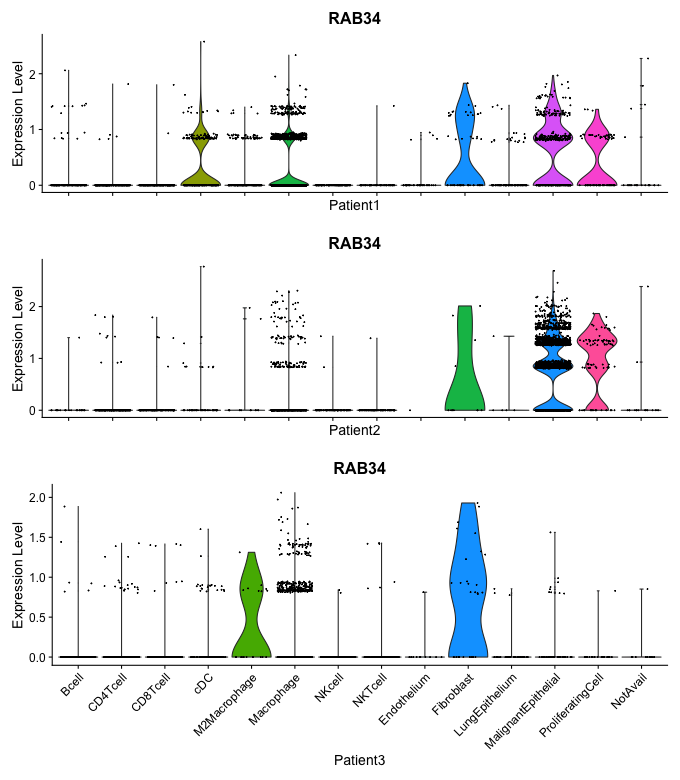 RAB34
Expression Level
2
1
0
Patient1
RAB34
Expression Level
2
1
0
Patient2
RAB34
Expression Level
2.0
1.5
1.0
0.5
0.0
Bcell
CD4Tcell
CD8Tcell
cDC
M2Macrophage
Macrophage
NKcell
NKTcell
Endothelium
Fibroblast
LungEpithelium
MalignantEpithelial
ProliferatingCell
NotAvail
Patient3